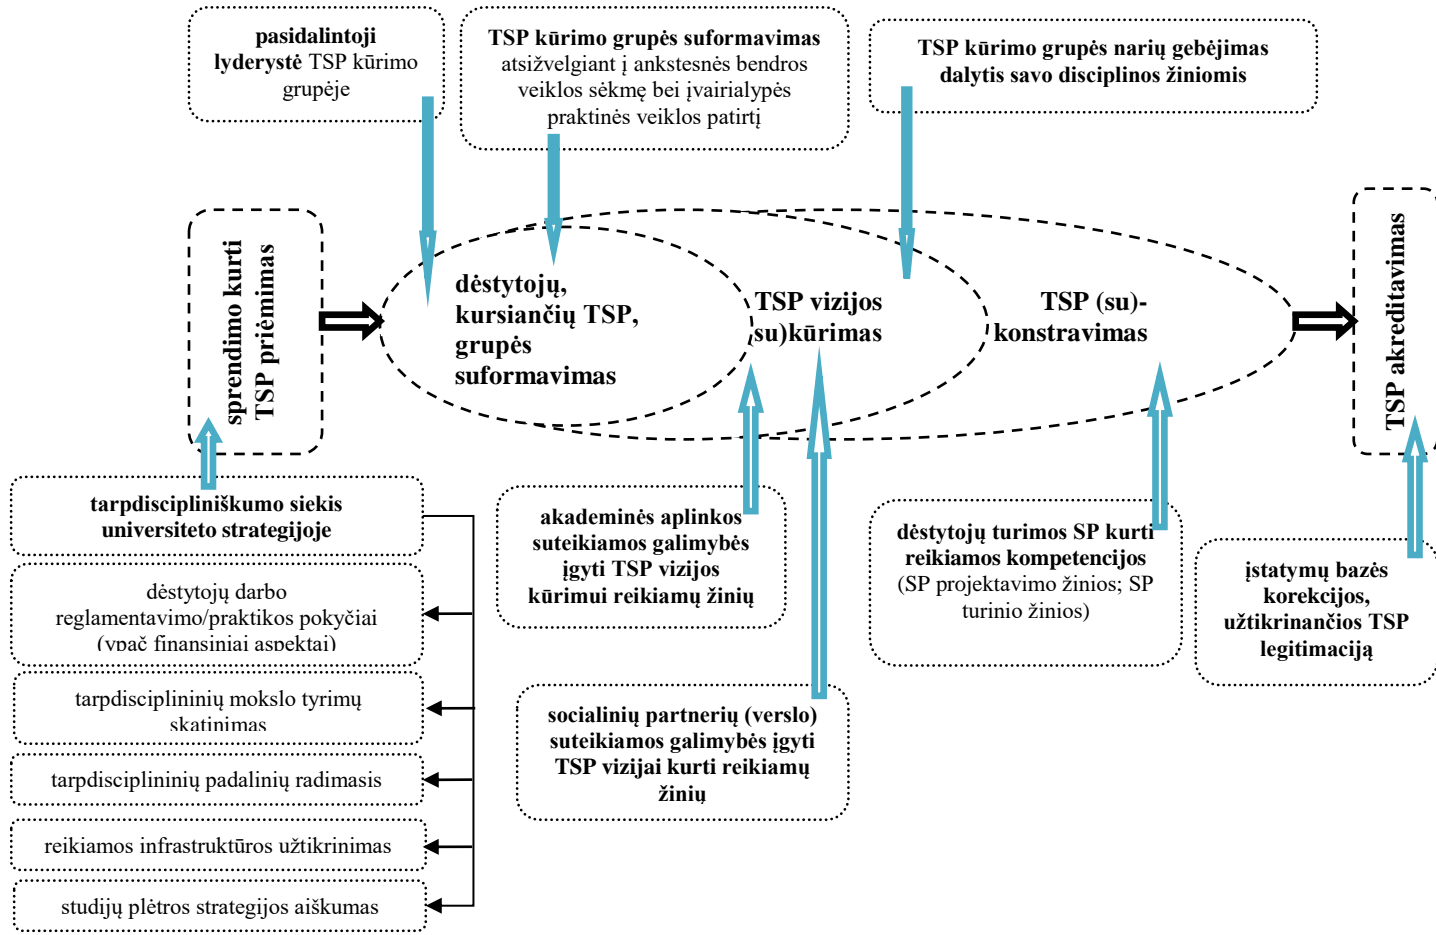 pasidalintoji
lyderystė TSP kūrimo
grupėje
TSP kūrimo grupės suformavimas
atsižvelgiant į ankstesnės bendros
veiklos sėkmę bei įvairialypės
praktinės veiklos patirtį
TSP kūrimo grupės narių gebėjimas
dalytis savo disciplinos žiniomis
sprendimo kurti
TSP priėmimas
dėstytojų,
kursiančių TSP,
grupės
suformavimas
TSP vizijos
su)kūrimas
TSP (su)-
konstravimas
TSP akreditavimas
tarpdiscipliniškumo siekis
universiteto strategijoje
dėstytojų darbo
reglamentavimo/praktikos pokyčiai
(ypač finansiniai aspektai)
tarpdisciplininių mokslo tyrimų
skatinimas
tarpdisciplininių padalinių radimasis
reikiamos infrastruktūros užtikrinimas
studijų plėtros strategijos aiškumas
akademinės aplinkos
suteikiamos galimybės
įgyti TSP vizijos
kūrimui reikiamų žinių
socialinių partnerių (verslo)
suteikiamos galimybės įgyti
TSP vizijai kurti reikiamų
žinių
dėstytojų turimos SP kurti
reikiamos kompetencijos
(SP projektavimo žinios; SP
turinio žinios)
įstatymų bazės
korekcijos,
užtikrinančios TSP
legitimaciją